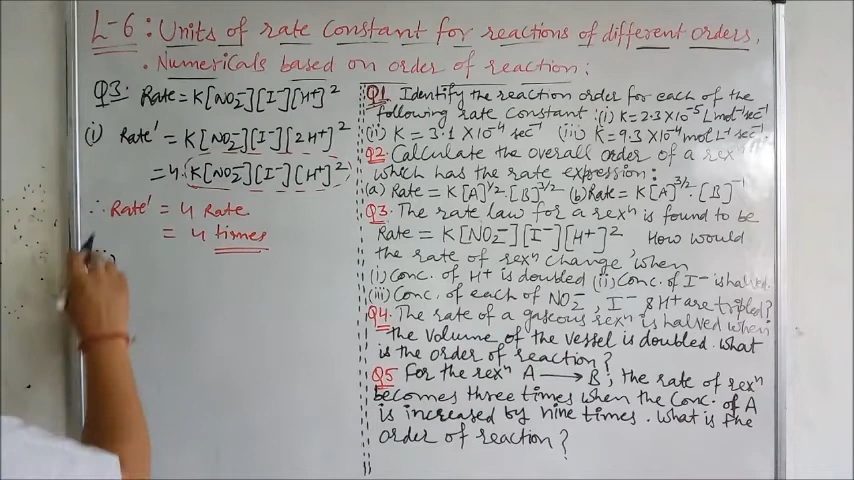 L-6: Units of rate Constant for reactions of different orders,
. Numericals based on order of reaction:
Q3. Rate = K[NO2-][I-][H+]2
(i) Rate' = K[NO2-][I-][2H+]2
= 4. K[NO2-][I-][H+]2
∴ Rate' = 4 Rate
= 4 times
Q1. Identify the reaction order for each of the
following rate constant: (i) K = 2.3 X10-5 L mol-1 sec-1
(ii) K = 3.1 X10-4 sec-1 (iii) K = 9.3 X10-4 mol L-1 sec-1
Q2. Calculate the overall order of a rexn
which has the rate expression:
(a) Rate = K[A]1/2.[B]3/2 (b) Rate = K[A]3/2.[B]-1
Q3. The rate law for a rexn is found to be
Rate = K[NO2-][I-][H+]2 How would
the rate of rexn change, when
(i) Conc. of H+ is doubled (ii) Conc. of I- is halved.
(iii) Conc. of each of NO2-, I- & H+ are tripled?
Q4. The rate of a gaseous rexn is halved when
the volume of the vessel is doubled. what
is the order of reaction?
Q5 For the rexn A → B; the rate of rexn
becomes three times when the Conc. of A
is increased by nine times. What is the
order of reaction?